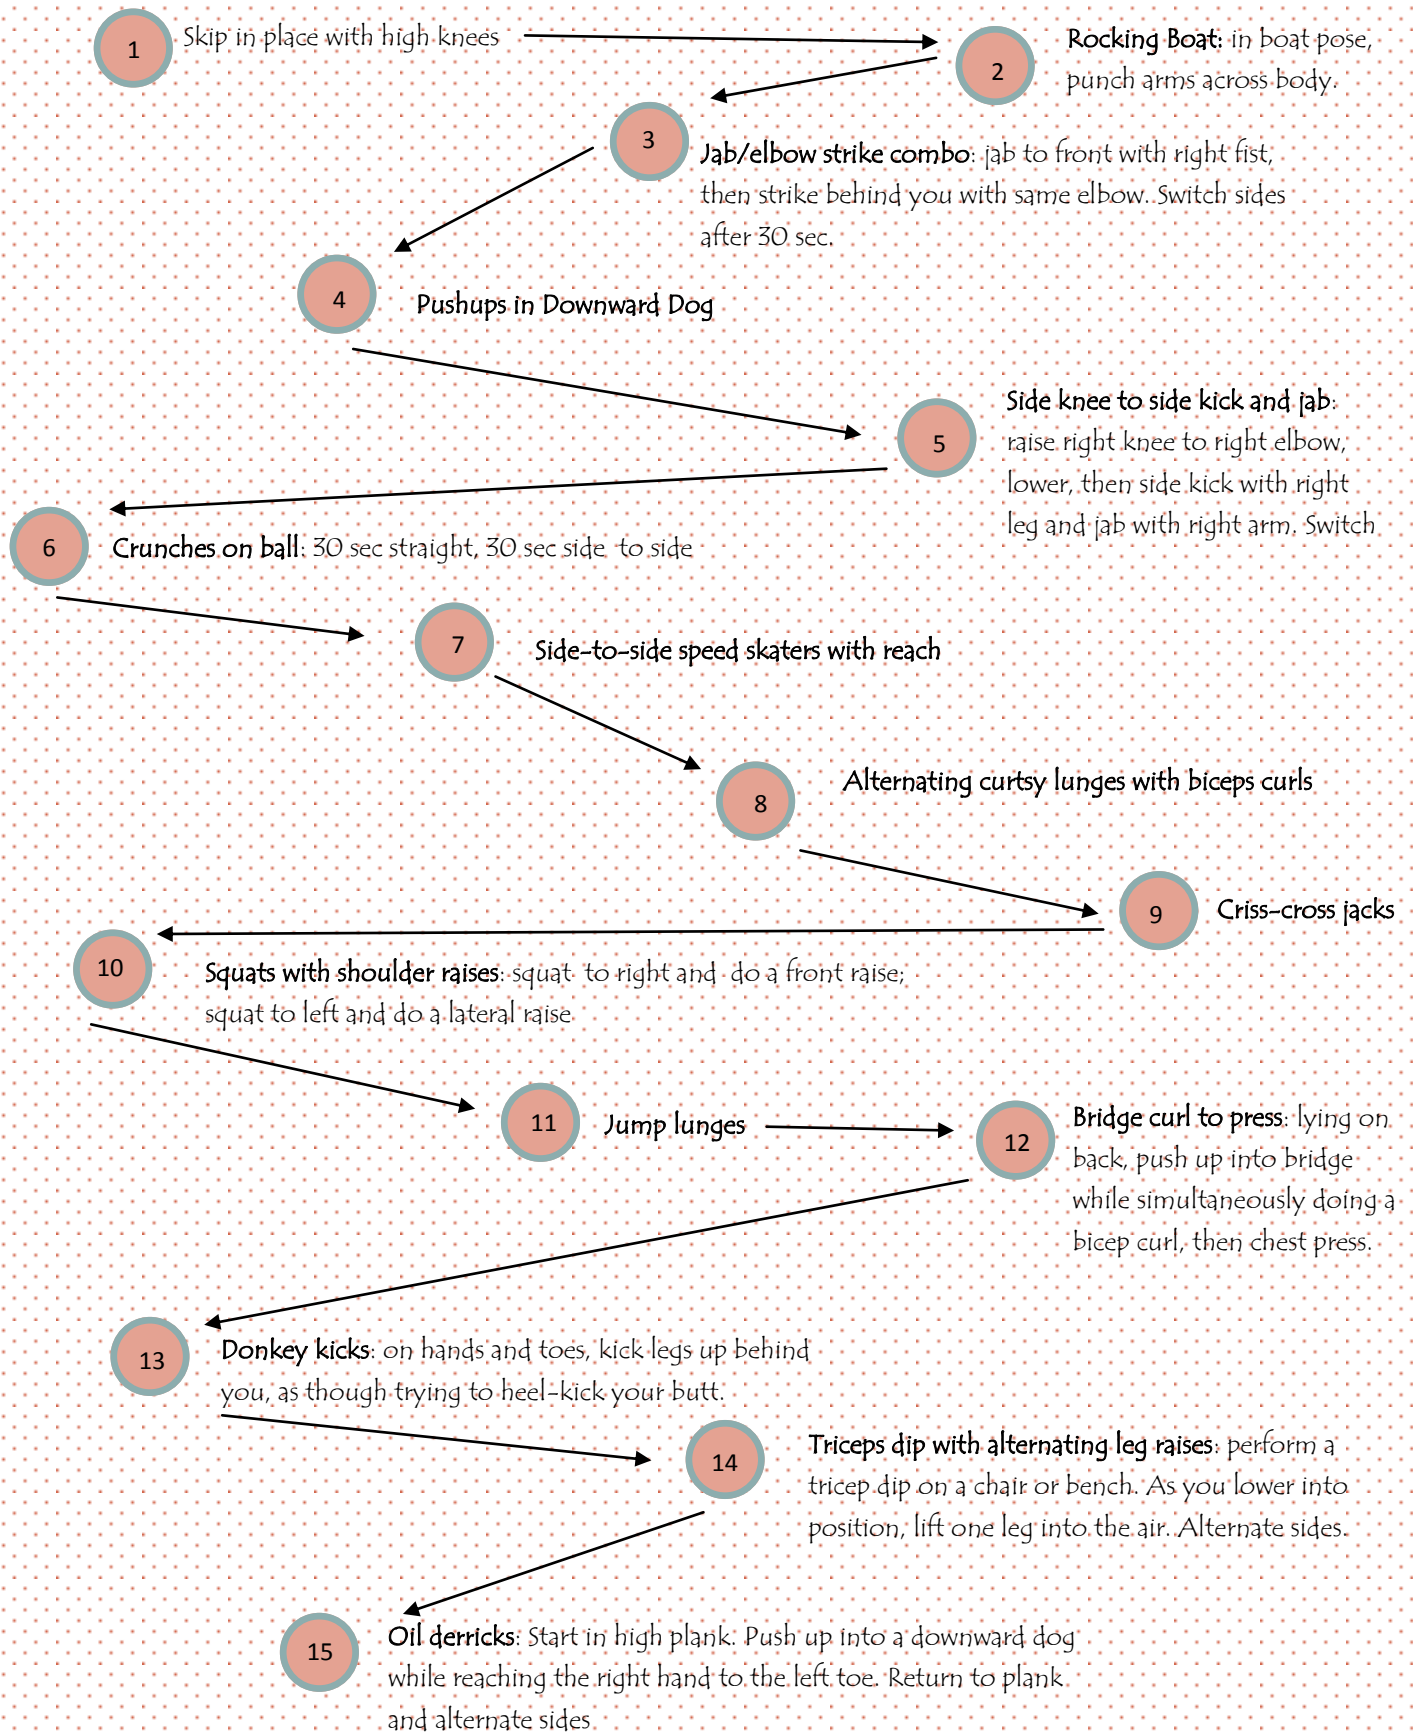 1 Skip in place with high knees
2 Rocking Boat: in boat pose,
punch arms across body.
3 Jab/elbow strike combo: jab to front with right fist,
then strike behind you with same elbow. Switch sides
after 30 sec.
4 Pushups in Downward Dog
5 Side knee to side kick and jab:
raise right knee to right elbow,
lower, then side kick with right
leg and jab with right arm. Switch
6 Crunches on ball: 30 sec straight, 30 sec side to side
7 Side-to-side speed skaters with reach
8 Alternating curtsy lunges with biceps curls
9 Criss-cross jacks
10 Squats with shoulder raises: squat to right and do a front raise;
squat to left and do a lateral raise
11 Jump lunges
12 Bridge curl to press: lying on
back, push up into bridge
while simultaneously doing a
bicep curl, then chest press.
13 Donkey kicks: on hands and toes, kick legs up behind
you, as though trying to heel-kick your butt.
14 Triceps dip with alternating leg raises: perform a
tricep dip on a chair or bench. As you lower into
position, lift one leg into the air. Alternate sides.
15 Oil derricks: Start in high plank. Push up into a downward dog
while reaching the right hand to the left toe. Return to plank
and alternate sides